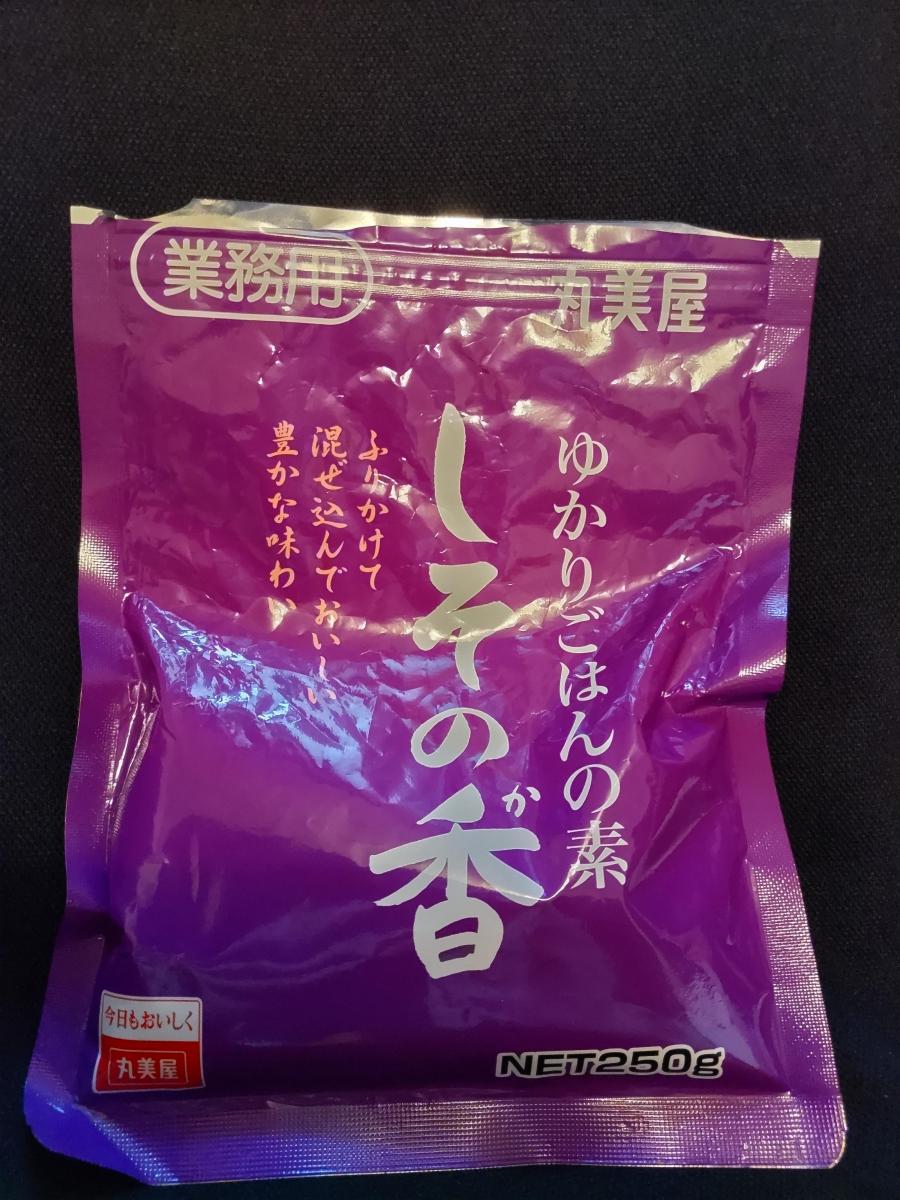 業務用
丸美屋
ゆかりごはんの素
しその香
か
ふりかけて
混ぜ込んでおいしい
豊かな味わい
今日もおいしく
丸美屋
NET250g